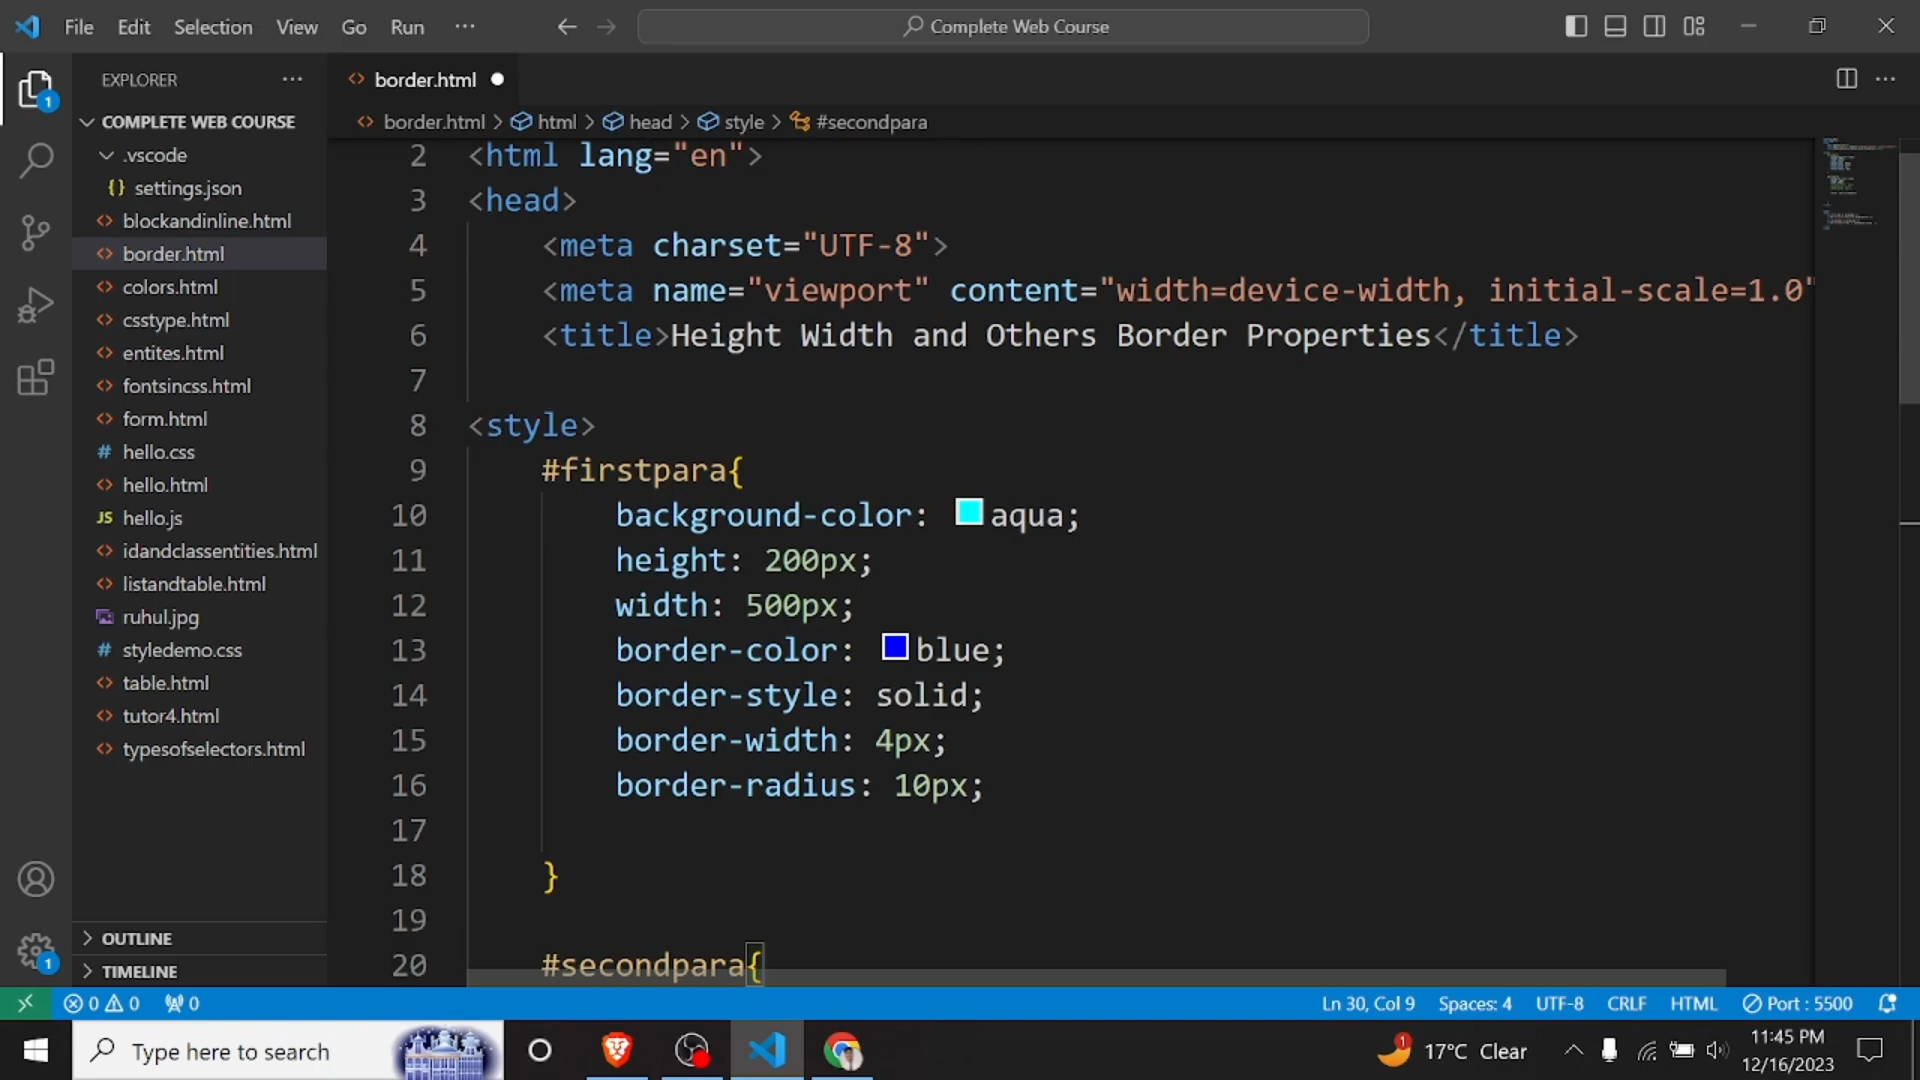 File Edit Selection View Go Run ··· Complete Web Course
EXPLORER ···
border.html
COMPLETE WEB COURSE
border.html > html > head > style > #secondpara
.vscode
{} settings.json
blockandinline.html
border.html
colors.html
csstype.html
entites.html
fontsincss.html
form.html
# hello.css
hello.html
JS hello.js
idandclassentities.html
listandtable.html
ruhul.jpg
# styledemo.css
table.html
tutor4.html
typesofselectors.html
OUTLINE
TIMELINE
2 <html lang="en">
3 <head>
4 <meta charset="UTF-8">
5 <meta name="viewport" content="width=device-width, initial-scale=1.0"
6 <title>Height Width and Others Border Properties</title>
7
8 <style>
9 #firstpara{
10 background-color: aqua;
11 height: 200px;
12 width: 500px;
13 border-color: blue;
14 border-style: solid;
15 border-width: 4px;
16 border-radius: 10px;
17
18 }
19
20 #secondpara{
1
1
0 0 0 Ln 30, Col 9 Spaces: 4 UTF-8 CRLF HTML Port : 5500
Type here to search 1 17°C Clear 11:45 PM
12/16/2023